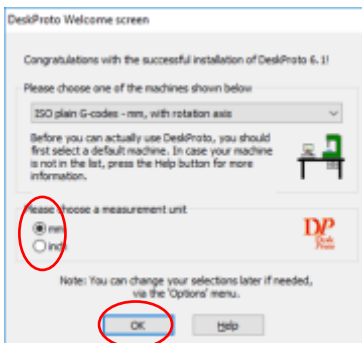 DeskProto Welcome screen
Congratulations with the successful installation of DeskProto 6.1!
Please choose one of the machines shown below
ISO plain G-codes - mm, with rotation axis
Before you can actually use DeskProto, you should
first select a default machine. In case your machine
is not in the list, press the Help button for more
information.
Please choose a measurement unit
mm
inch
DP
Desk
Proto
Note: You can change your selections later if needed,
via the 'Options' menu.
OK
Help